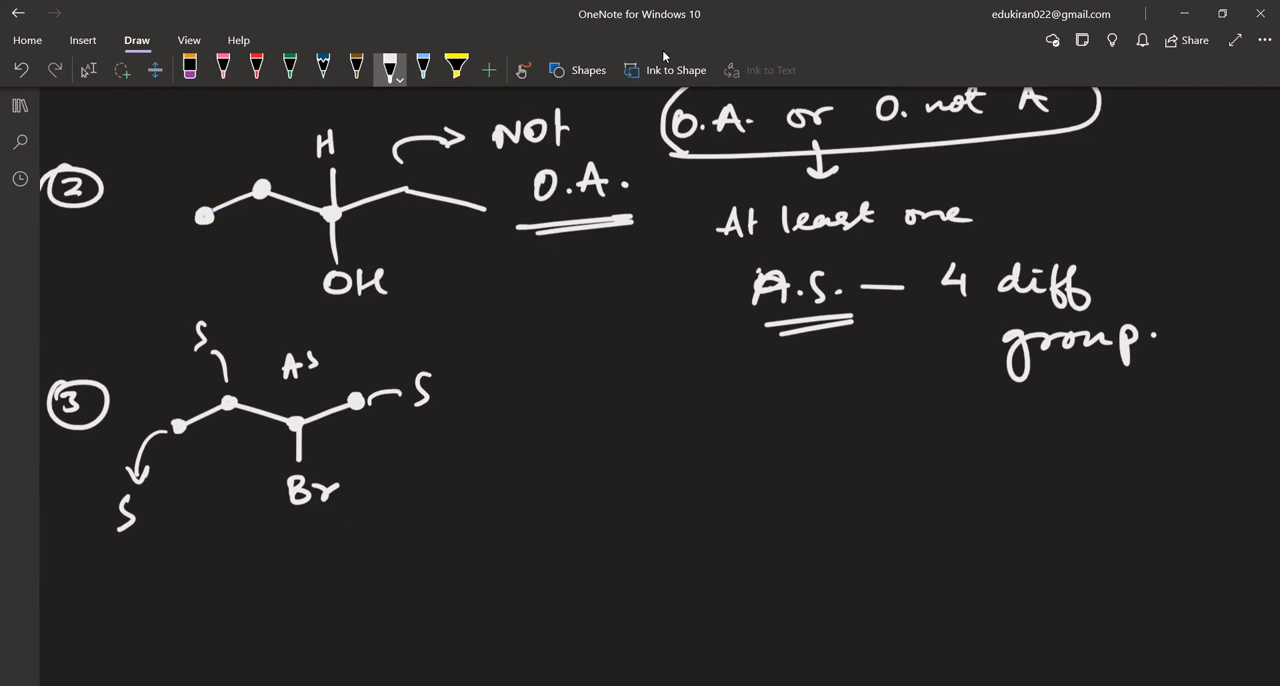 OneNote for Windows 10
edukiran022@gmail.com
Home
Insert
Draw
View
Help
Share
Shapes
Ink to Shape
Ink to Text
O.A. or O. not A
2
H
NOT
O.A.
OH
At least one
A.S. — 4 diff
group.
3
S
AS
S
Br
S